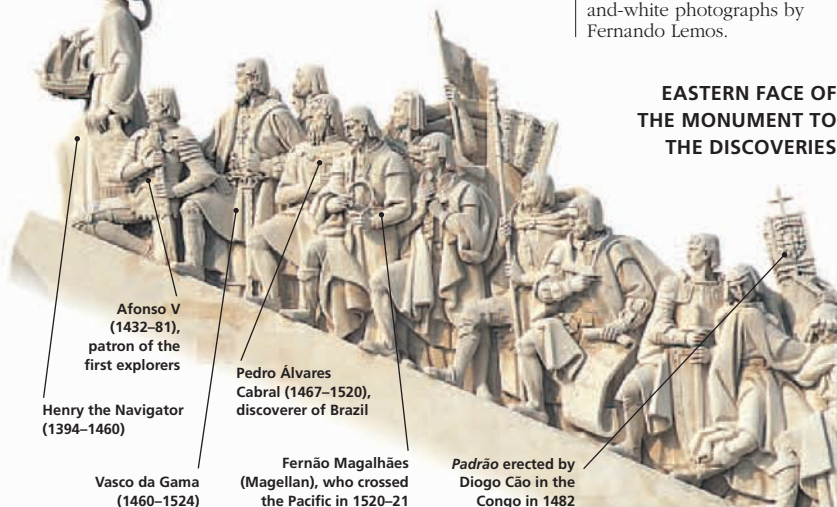 and-white photographs by
Fernando Lemos.
EASTERN FACE OF
THE MONUMENT TO
THE DISCOVERIES
Afonso V
(1432–81),
patron of the
first explorers
Pedro Álvares
Cabral (1467–1520),
discoverer of Brazil
Henry the Navigator
(1394–1460)
Vasco da Gama
(1460–1524)
Fernão Magalhães
(Magellan), who crossed
the Pacific in 1520–21
Padrão erected by
Diogo Cão in the
Congo in 1482